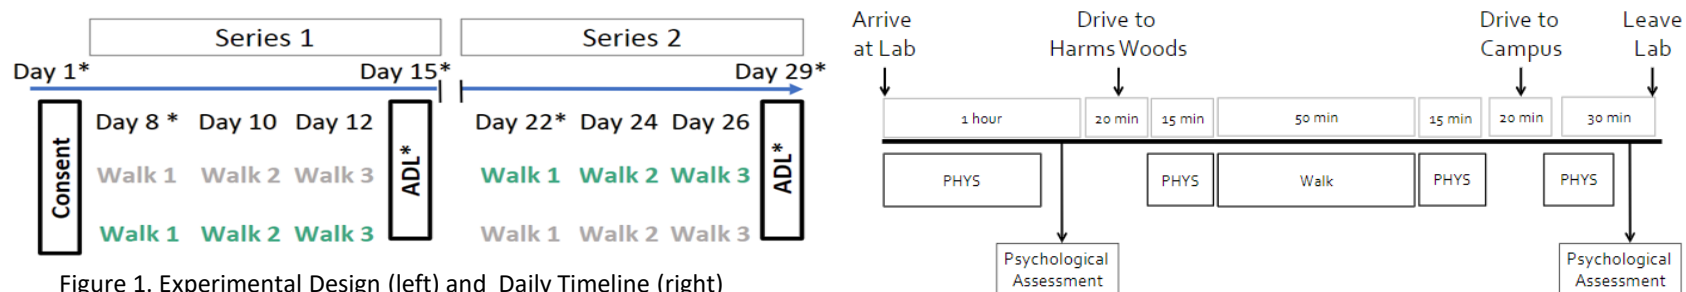 Series 1
Series 2
Day 1*
Day 15*
Day 29*
Consent
Day 8 *
Day 10
Day 12
ADL*
Day 22*
Day 24
Day 26
ADL*
Walk 1
Walk 2
Walk 3
Walk 1
Walk 2
Walk 3
Walk 1
Walk 2
Walk 3
Walk 1
Walk 2
Walk 3
Figure 1. Experimental Design (left) and  Daily Timeline (right)
Arrive
at Lab
Drive to
Harms Woods
Drive to
Campus
Leave
Lab
1 hour
20 min
15 min
50 min
15 min
20 min
30 min
PHYS
PHYS
Walk
PHYS
PHYS
Psychological
Assessment
Psychological
Assessment